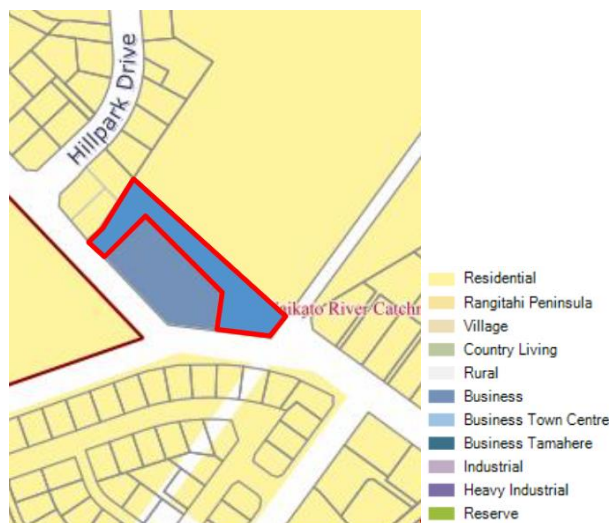 Hillpark Drive
aikato River Catchm
Residential
Rangitahi Peninsula
Village
Country Living
Rural
Business
Business Town Centre
Business Tamahere
Industrial
Heavy Industrial
Reserve